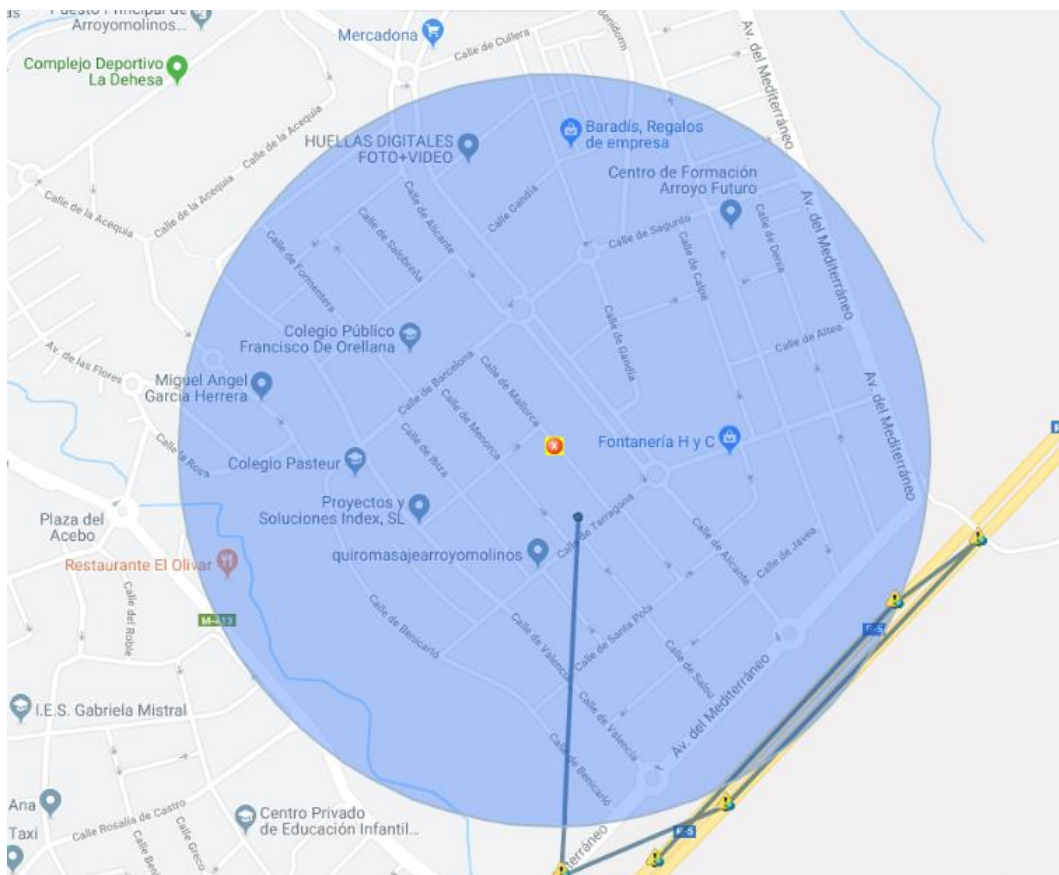 Arroyomolinos...
Mercadona
Calle de Cullera
Benidorm
Av. del Mediterráneo
Complejo Deportivo
La Dehesa
Calle de la Acequia
HUELLAS DIGITALES
FOTO+VIDEO
Baradís, Regalos
de empresa
Centro de Formación
Arroyo Futuro
Calle de la Acequia
Calle de la Acequia
Calle de la Acequia
Calle Gandia
Calle de Alicante
Calle de Salobreña
Calle de Sagunto
Calle de Denia
Av. del Mediterráneo
Calle de Formentera
Calle de Calpe
Colegio Público
Francisco De Orellana
Calle de Gandía
Calle de Altea
Av. de las Flores
Miguel Angel
García Herrera
Calle de Barcelona
Calle de Mallorca
Calle de Menorca
Av. del Mediterráneo
Calle la Roca
Calle de Ibiza
Fontanería H y C
Colegio Pasteur
Proyectos y
Soluciones Index, SL
Plaza del
Acebo
Calle de Tarragona
quiromasajearroyomolinos
Restaurante El Olivar
Calle de Alicante
Calle de Javea
Calle del Roble
M-413
E-5
Calle de Benicarló
Calle de Valencia
Calle de Santa Pola
Calle de Salou
I.E.S. Gabriela Mistral
Calle de Valencia
Av. del Mediterráneo
Calle de Benicarló
Ana
Taxi
Calle Rosalía de Castro
Calle Greco
Centro Privado
de Educación Infantil...
E-5